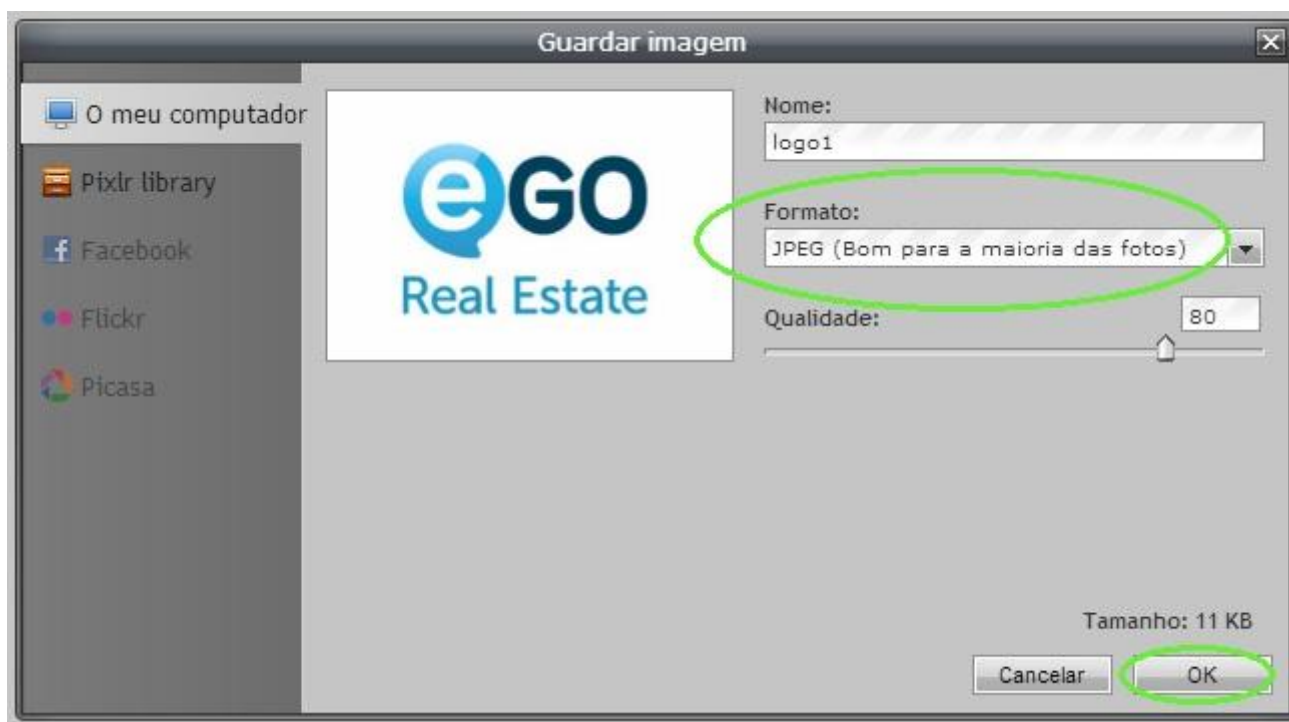 Guardar imagem
O meu computador
Pixlr library
Facebook
Flickr
Picasa
eGO
Real Estate
Nome:
logo1
Formato:
JPEG (Bom para a maioria das fotos)
Qualidade:
80
Tamanho: 11 KB
Cancelar
OK